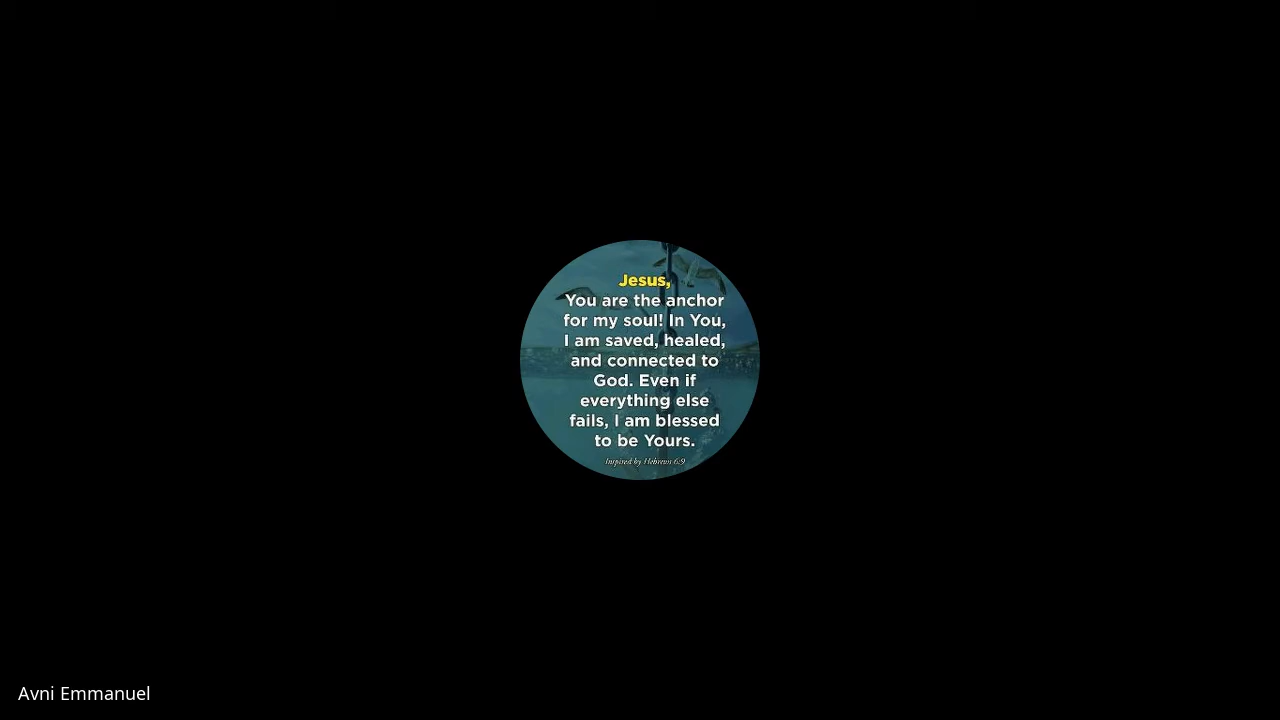 Jesus,
You are the anchor
for my soul! In You,
I am saved, healed,
and connected to
God. Even if
everything else
fails, I am blessed
to be Yours.
Inspired by Hebrews 6:9
Avni Emmanuel